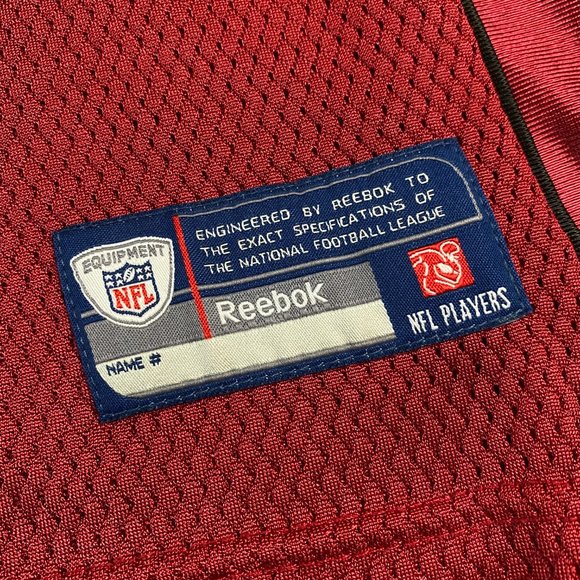 EQUIPMENT
NFL
ENGINEERED BY REEBOK TO
THE EXACT SPECIFICATIONS OF
THE NATIONAL FOOTBALL LEAGUE
Reebok
NAME #
NFL PLAYERS